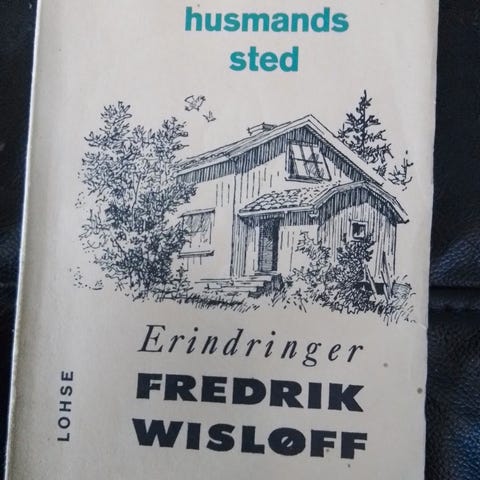 husmands
sted
Erindringer
FREDRIK
WISLØFF
LOHSE